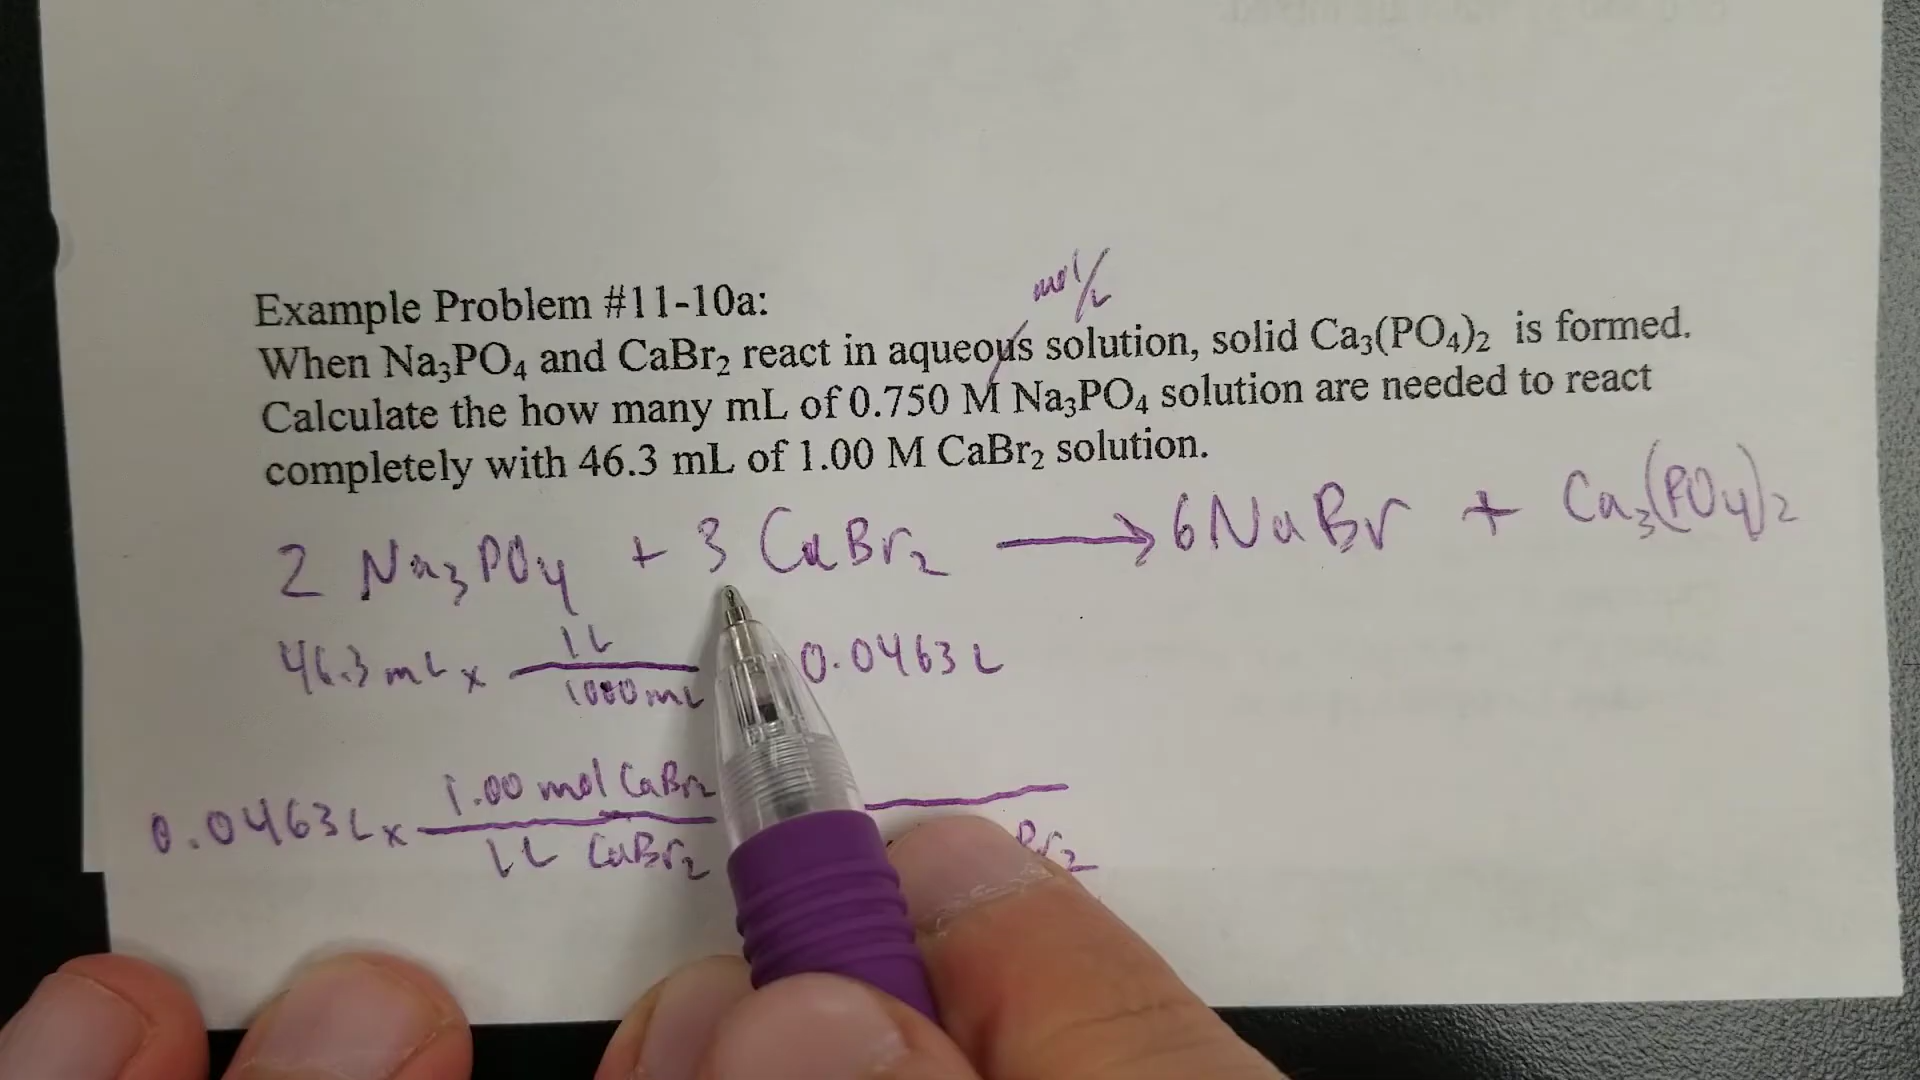 mol/L
Example Problem #11-10a:
When Na₃PO₄ and CaBr₂ react in aqueous solution, solid Ca₃(PO₄)₂ is formed.
Calculate the how many mL of 0.750 M Na₃PO₄ solution are needed to react
completely with 46.3 mL of 1.00 M CaBr₂ solution.
2 Na₃PO₄ + 3 CaBr₂ → 6NaBr + Ca₃(PO₄)₂
1L
46.3 mL x 0.0463 L
1000 mL
1.00 mol CaBr₂
0.0463 L x
1L CaBr₂ Br₂